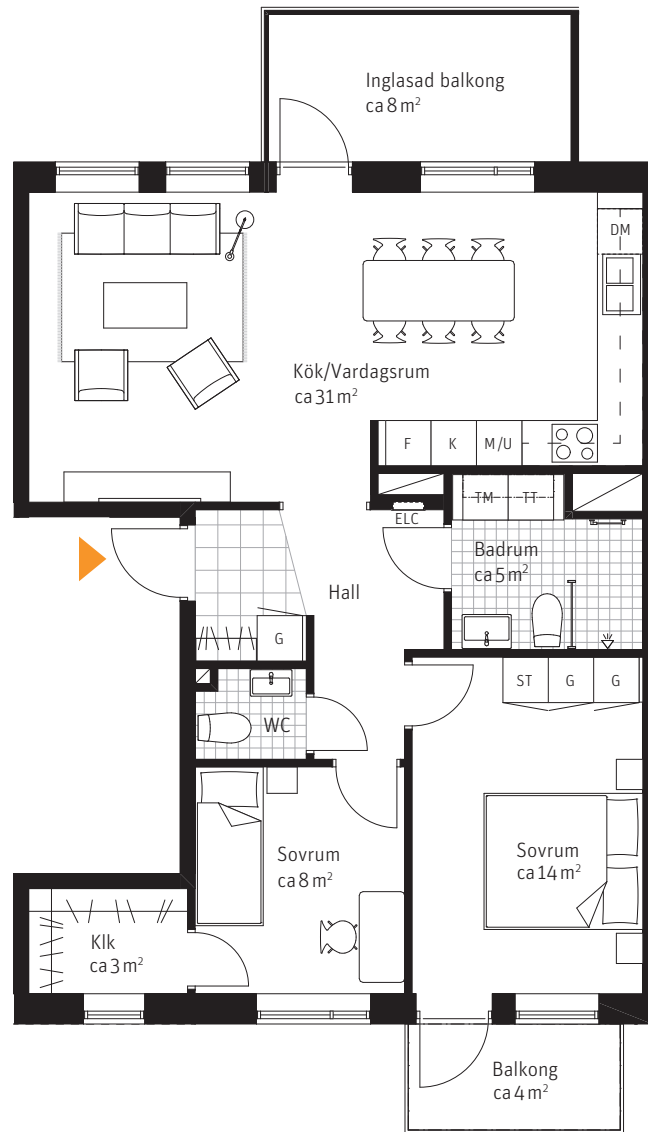 Inglasad balkong
ca 8 m²
DM
Kök/Vardagsrum
ca 31 m²
F K M/U
TM TT
ELC
Badrum
ca 5 m²
Hall
G
ST G G
WC
Sovrum
ca 8 m²
Sovrum
ca 14 m²
Klk
ca 3 m²
Balkong
ca 4 m²